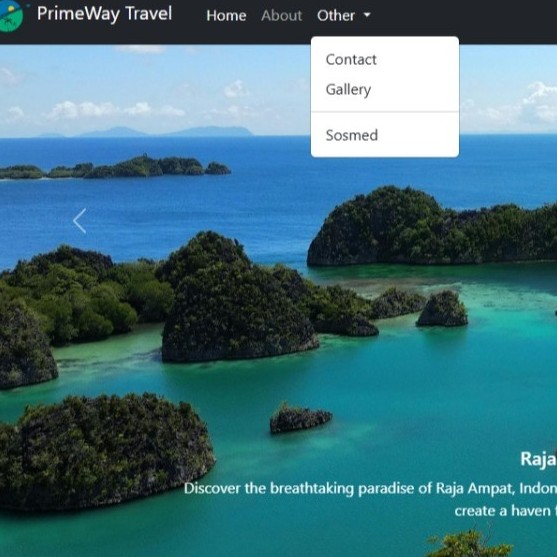 PrimeWay Travel
Home About Other
Contact
Gallery
Sosmed
Raja
Discover the breathtaking paradise of Raja Ampat, Indon
create a haven f